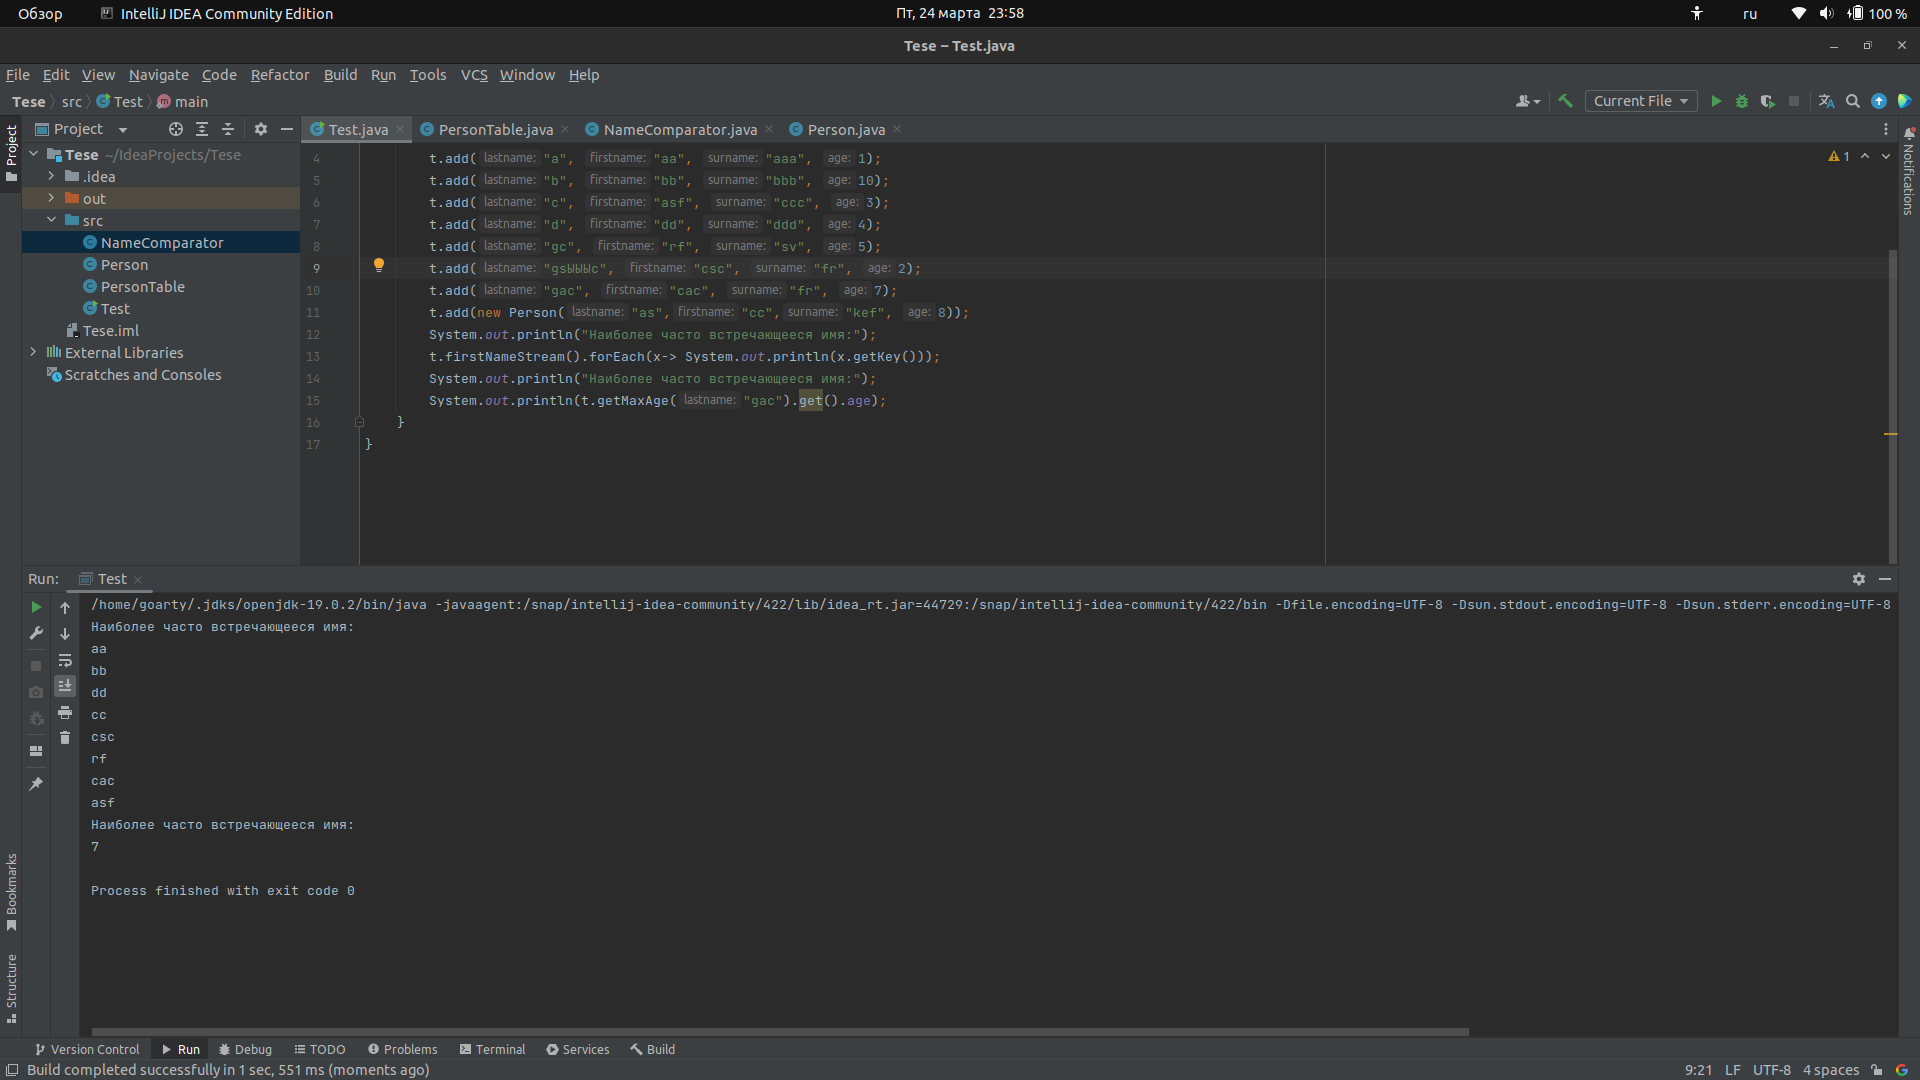 Обзор IntelliJ IDEA Community Edition Пт, 24 марта 23:58 ru 100 %
Tese – Test.java
File Edit View Navigate Code Refactor Build Run Tools VCS Window Help
Tese src Test main Current File
Project Test.java PersonTable.java NameComparator.java Person.java
Project
Notifications
Tese ~/IdeaProjects/Tese
.idea
out
src
NameComparator
Person
PersonTable
Test
Tese.iml
External Libraries
Scratches and Consoles
4 t.add( lastname: "a", firstname: "aa", surname: "aaa", age: 1);
5 t.add( lastname: "b", firstname: "bb", surname: "bbb", age: 10);
6 t.add( lastname: "c", firstname: "asf", surname: "ccc", age: 3);
7 t.add( lastname: "d", firstname: "dd", surname: "ddd", age: 4);
8 t.add( lastname: "gc", firstname: "rf", surname: "sv", age: 5);
9 t.add( lastname: "gsыыыc", firstname: "csc", surname: "fr", age: 2);
10 t.add( lastname: "gac", firstname: "cac", surname: "fr", age: 7);
11 t.add(new Person( lastname: "as", firstname: "cc", surname: "kef", age: 8));
12 System.out.println("Наиболее часто встречающееся имя:");
13 t.firstNameStream().forEach(x-> System.out.println(x.getKey()));
14 System.out.println("Наиболее часто встречающееся имя:");
15 System.out.println(t.getMaxAge( lastname: "gac").get().age);
16 }
17 }
1
Run: Test
/home/goarty/.jdks/openjdk-19.0.2/bin/java -javaagent:/snap/intellij-idea-community/422/lib/idea_rt.jar=44729:/snap/intellij-idea-community/422/bin -Dfile.encoding=UTF-8 -Dsun.stdout.encoding=UTF-8 -Dsun.stderr.encoding=UTF-8
Наиболее часто встречающееся имя:
aa
bb
dd
cc
csc
rf
cac
asf
Наиболее часто встречающееся имя:
7
Process finished with exit code 0
Bookmarks
Structure
Version Control Run Debug TODO Problems Terminal Services Build
Build completed successfully in 1 sec, 551 ms (moments ago) 9:21 LF UTF-8 4 spaces